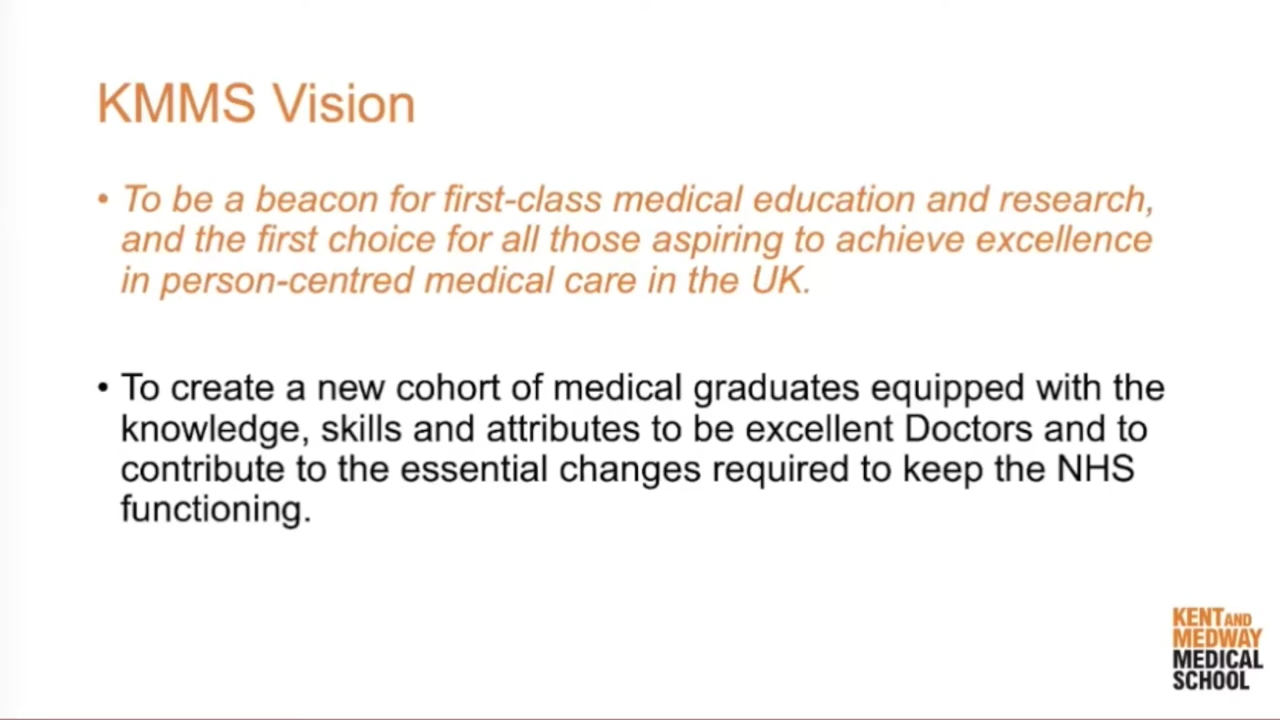 KMMS Vision
• To be a beacon for first-class medical education and research,
and the first choice for all those aspiring to achieve excellence
in person-centred medical care in the UK.
• To create a new cohort of medical graduates equipped with the
knowledge, skills and attributes to be excellent Doctors and to
contribute to the essential changes required to keep the NHS
functioning.
KENT AND
MEDWAY
MEDICAL
SCHOOL